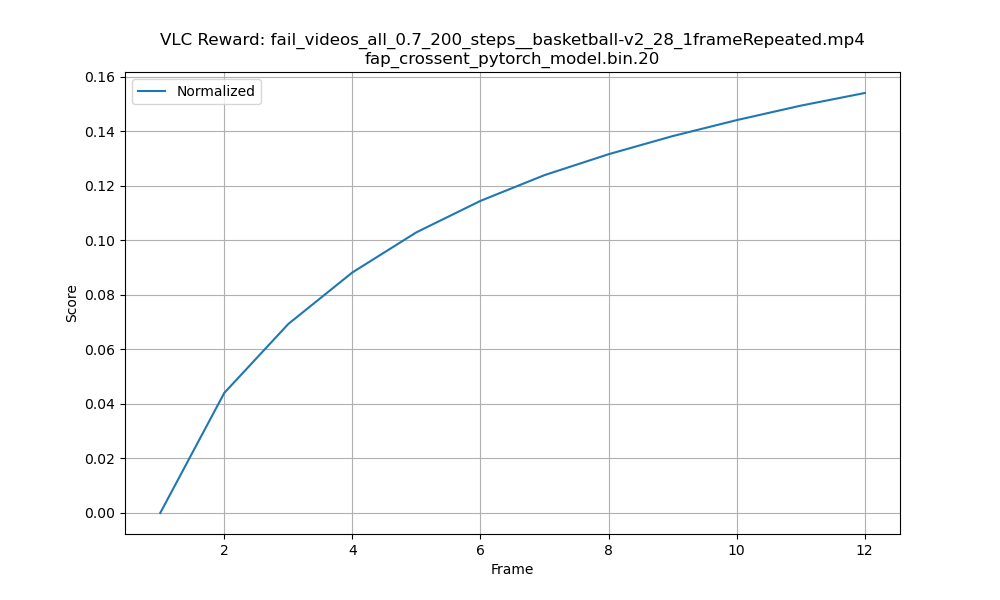 VLC Reward: fail_videos_all_0.7_200_steps__basketball-v2_28_1frameRepeated.mp4
fap_crossent_pytorch_model.bin.20
Normalized
0.16
0.14
0.12
0.10
0.08
0.06
0.04
0.02
0.00
Score
2 4 6 8 10 12
Frame